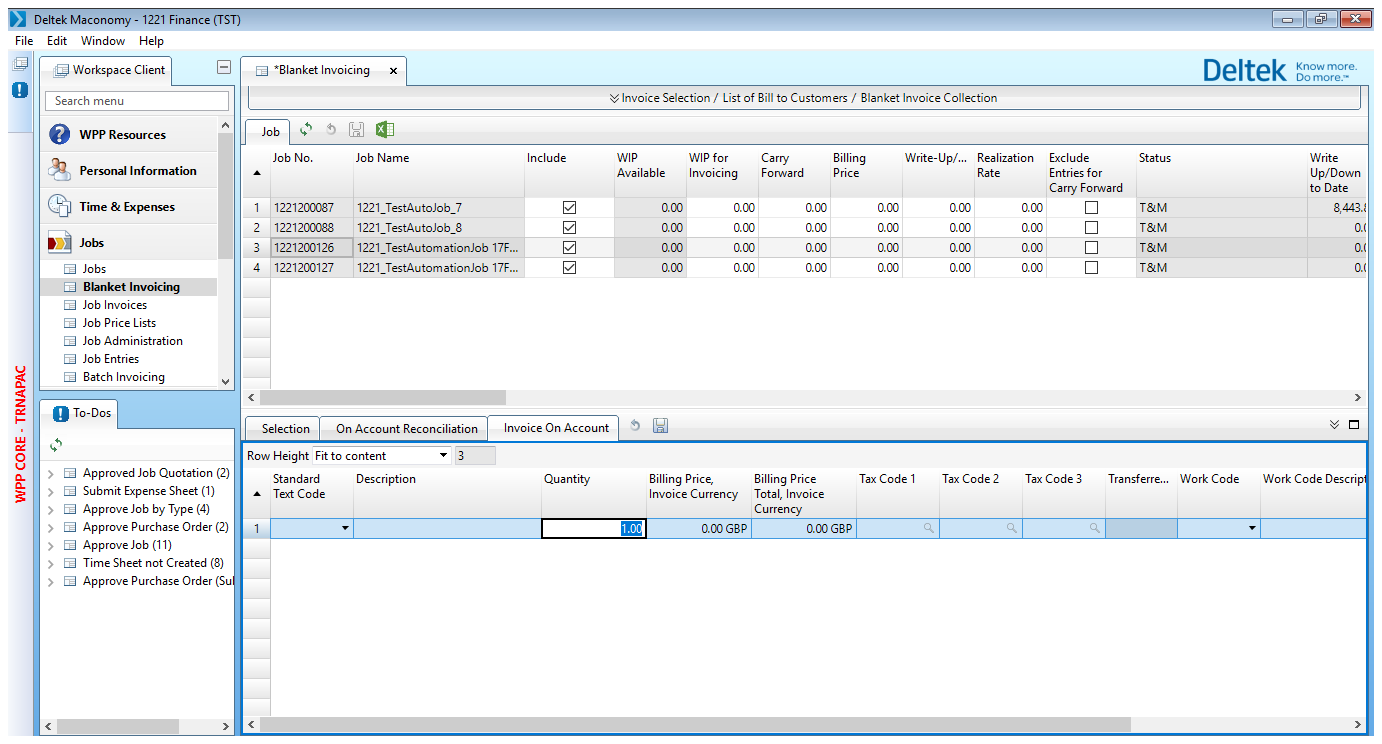 Deltek Maconomy - 1221 Finance (TST)
File Edit Window Help
Workspace Client
*Blanket Invoicing x
Deltek Know more. Do more.™
Search menu
WPP Resources
Personal Information
Time & Expenses
Jobs
Jobs
Blanket Invoicing
Job Invoices
Job Price Lists
Job Administration
Job Entries
Batch Invoicing
WPP CORE - TRNAPAC
To-Dos
Approved Job Quotation (2)
Submit Expense Sheet (1)
Approve Job by Type (4)
Approve Purchase Order (2)
Approve Job (11)
Time Sheet not Created (8)
Approve Purchase Order (Sul
Invoice Selection / List of Bill to Customers / Blanket Invoice Collection
Job
Job No. Job Name Include WIP Available WIP for Invoicing Carry Forward Billing Price Write-Up/... Realization Rate Exclude Entries for Carry Forward Status Write Up/Down to Date
1 1221200087 1221_TestAutoJob_7 0.00 0.00 0.00 0.00 0.00 0.00 T&M 8,443.8
2 1221200088 1221_TestAutoJob_8 0.00 0.00 0.00 0.00 0.00 0.00 T&M 0.0
3 1221200126 1221_TestAutomationJob 17F... 0.00 0.00 0.00 0.00 0.00 0.00 T&M 0.0
4 1221200127 1221_TestAutomationJob 17F... 0.00 0.00 0.00 0.00 0.00 0.00 T&M 0.0
Selection On Account Reconciliation Invoice On Account
Row Height Fit to content 3
Standard Text Code Description Quantity Billing Price, Invoice Currency Billing Price Total, Invoice Currency Tax Code 1 Tax Code 2 Tax Code 3 Transferre... Work Code Work Code Descript
1 1.00 0.00 GBP 0.00 GBP